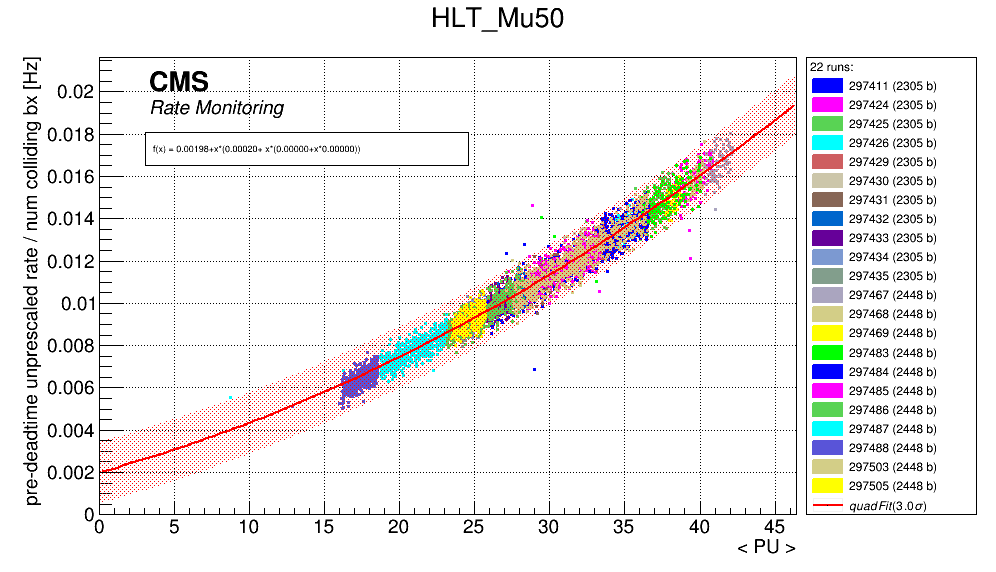 HLT_Mu50
pre-deadtime unprescaled rate / num colliding bx [Hz]
CMS
Rate Monitoring
f(x) = 0.00198+x*(0.00020+ x*(0.00000+x*0.00000))
0.02
0.018
0.016
0.014
0.012
0.01
0.008
0.006
0.004
0.002
0
0 5 10 15 20 25 30 35 40 45
< PU >
22 runs:
297411 (2305 b)
297424 (2305 b)
297425 (2305 b)
297426 (2305 b)
297429 (2305 b)
297430 (2305 b)
297431 (2305 b)
297432 (2305 b)
297433 (2305 b)
297434 (2305 b)
297435 (2305 b)
297467 (2448 b)
297468 (2448 b)
297469 (2448 b)
297483 (2448 b)
297484 (2448 b)
297485 (2448 b)
297486 (2448 b)
297487 (2448 b)
297488 (2448 b)
297503 (2448 b)
297505 (2448 b)
quadFit(3.0σ)